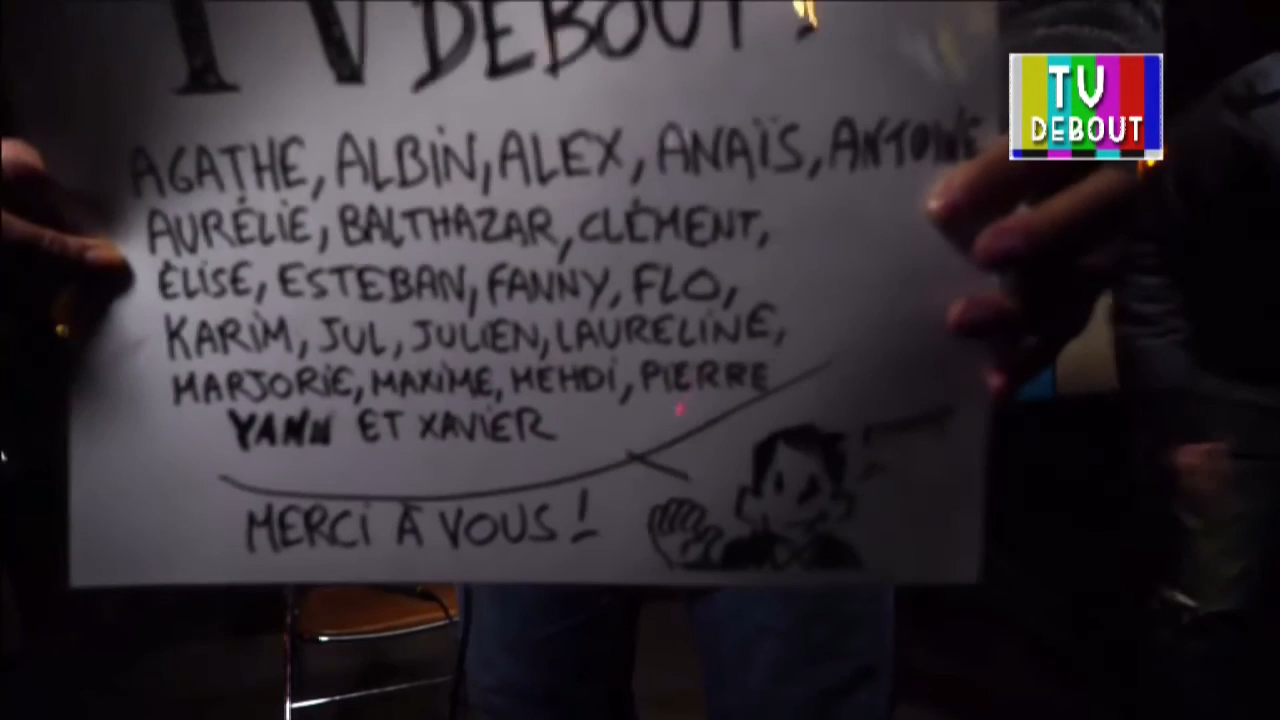 TV DEBOUT !
TV
DEBOUT
AGATHE, ALBIN, ALEX, ANAÏS, ANTOINE
AURÉLIE, BALTHAZAR, CLÉMENT,
ÉLISE, ESTEBAN, FANNY, FLO,
KARIM, JUL, JULIEN, LAURELINE,
MARJORIE, MAXIME, MEHDI, PIERRE
YANN ET XAVIER
MERCI À VOUS !